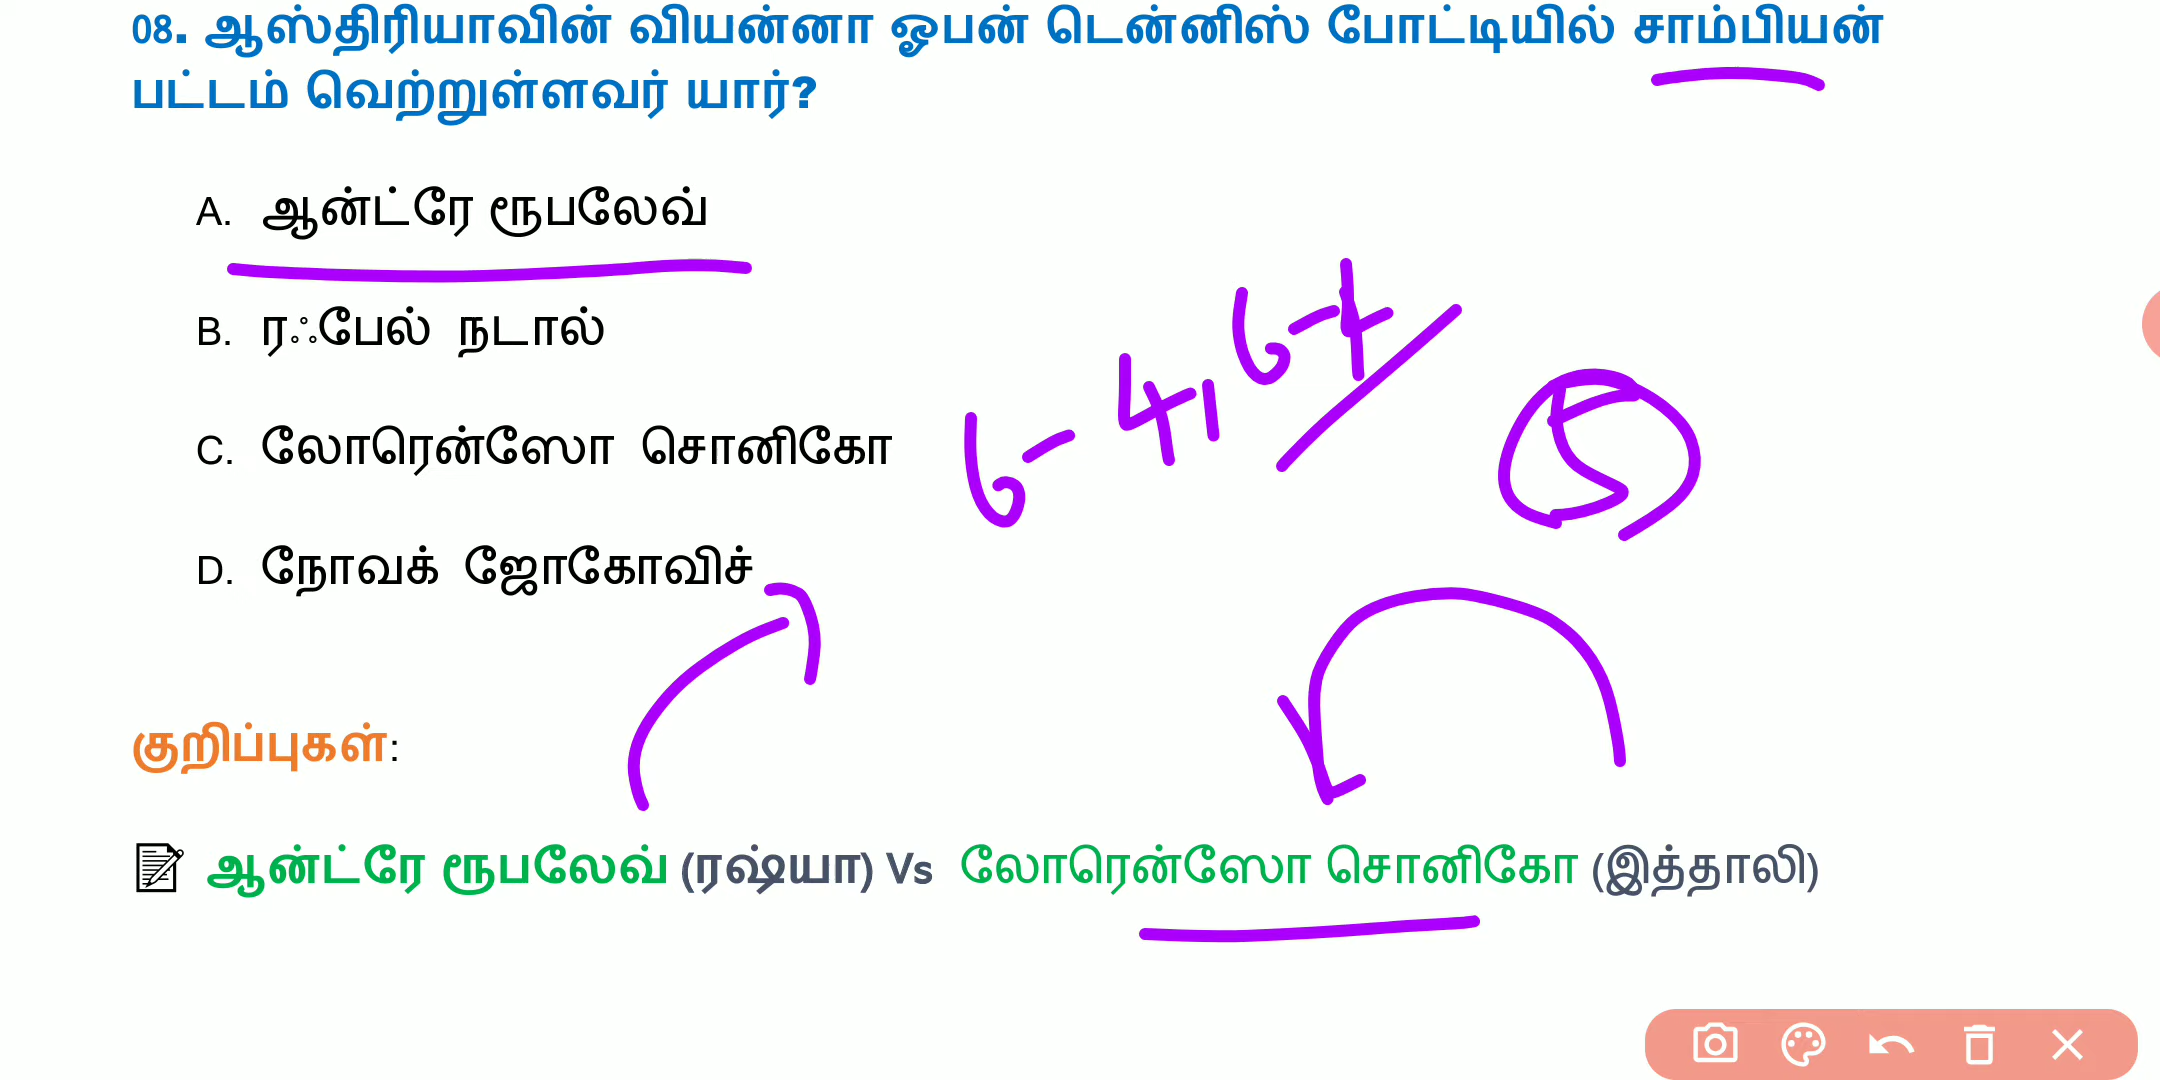 08. ஆஸ்திரியாவின் வியன்னா ஓபன் டென்னிஸ் போட்டியில் சாம்பியன்
பட்டம் வெற்றுள்ளவர் யார்?
A. ஆன்ட்ரே ரூபலேவ்
B. ரஃபேல் நடால்
C. லோரென்ஸோ சொனிகோ
D. நோவக் ஜோகோவிச்
6-4, 6-4
5
குறிப்புகள்:
ஆன்ட்ரே ரூபலேவ் (ரஷ்யா) Vs லோரென்ஸோ சொனிகோ (இத்தாலி)